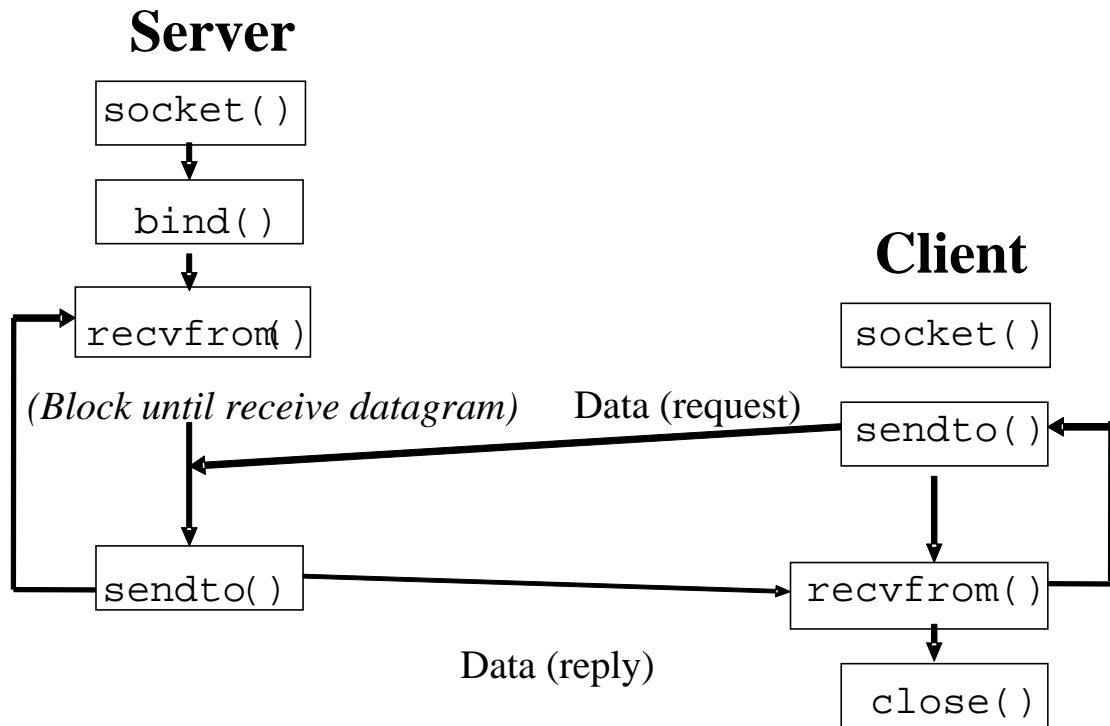 Server
socket()
bind()
Client
recvfrom()
socket()
(Block until receive datagram)
Data (request)
sendto()
sendto()
recvfrom()
Data (reply)
close()